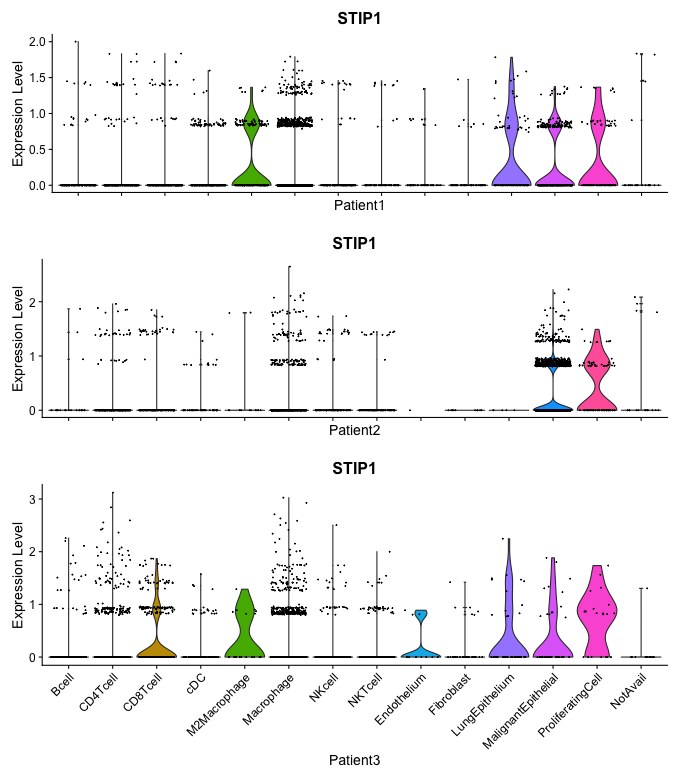 STIP1
Expression Level
2.0
1.5
1.0
0.5
0.0
Patient1
STIP1
Expression Level
2
1
0
Patient2
STIP1
Expression Level
3
2
1
0
Bcell
CD4Tcell
CD8Tcell
cDC
M2Macrophage
Macrophage
NKcell
NKTcell
Endothelium
Fibroblast
LungEpithelium
MalignantEpithelial
ProliferatingCell
NotAvail
Patient3